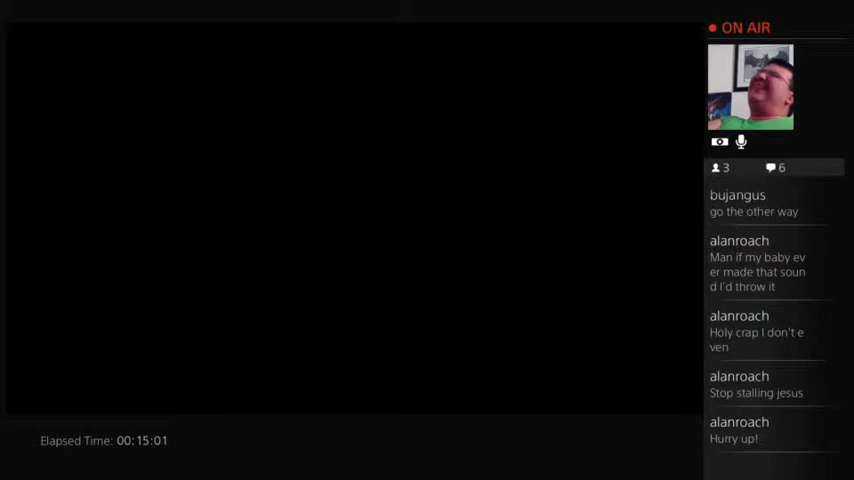 ON AIR
3 6
bujangus
go the other way
alanroach
Man if my baby ev
er made that soun
d I'd throw it
alanroach
Holy crap I don't e
ven
alanroach
Stop stalling jesus
alanroach
Hurry up!
Elapsed Time: 00:15:01